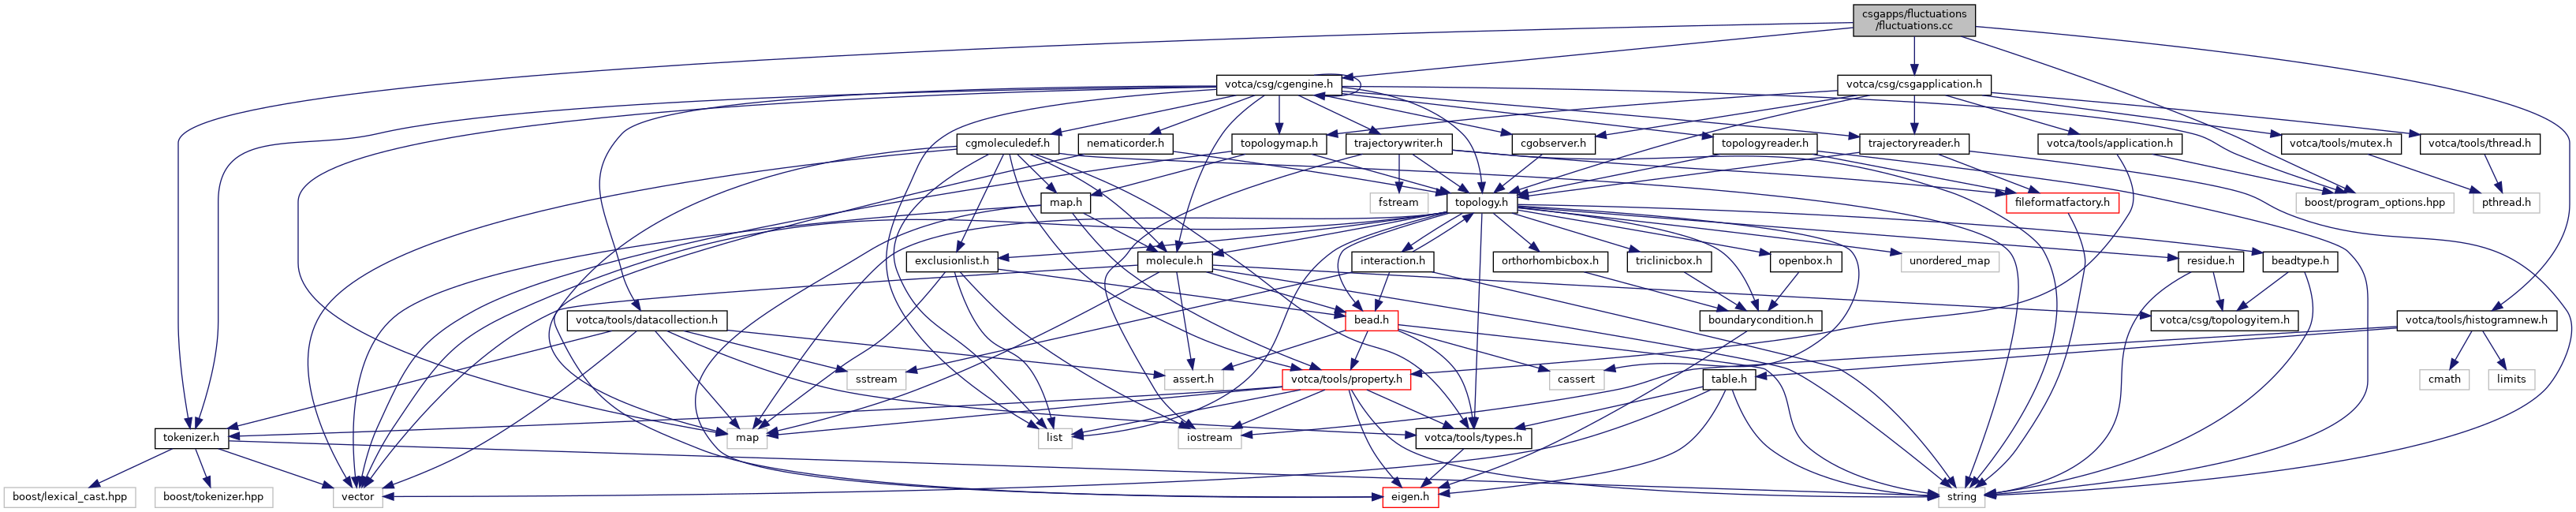 csgapps/fluctuations
/fluctuations.cc
votca/csg/cgengine.h
votca/csg/csgapplication.h
cgmoleculedef.h
nematicorder.h
topologymap.h
trajectorywriter.h
cgobserver.h
topologyreader.h
trajectoryreader.h
votca/tools/application.h
votca/tools/mutex.h
votca/tools/thread.h
map.h
fstream
topology.h
fileformatfactory.h
boost/program_options.hpp
pthread.h
exclusionlist.h
molecule.h
interaction.h
orthorhombicbox.h
triclinicbox.h
openbox.h
unordered_map
residue.h
beadtype.h
votca/tools/datacollection.h
bead.h
boundarycondition.h
votca/csg/topologyitem.h
votca/tools/histogramnew.h
sstream
assert.h
votca/tools/property.h
cassert
table.h
cmath
limits
tokenizer.h
map
list
iostream
votca/tools/types.h
boost/lexical_cast.hpp
boost/tokenizer.hpp
vector
eigen.h
string